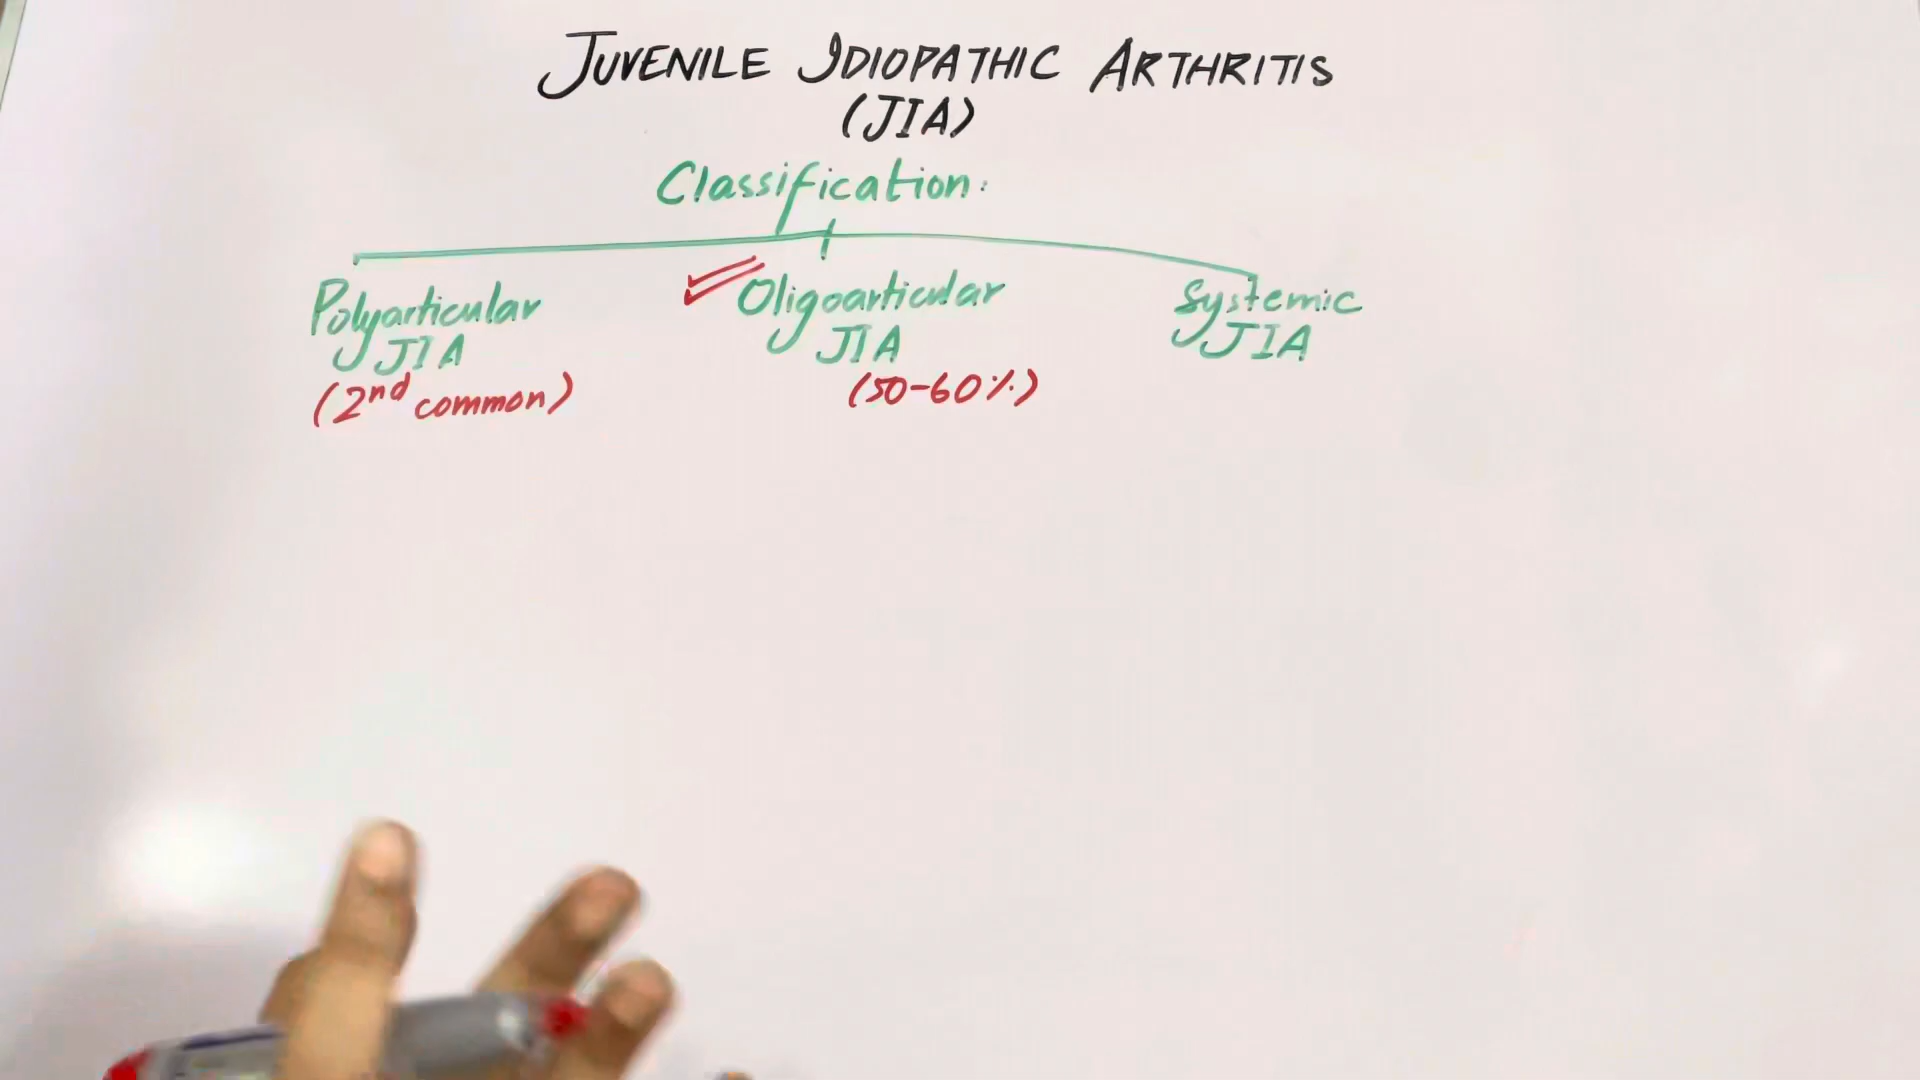 JUVENILE IDIOPATHIC ARTHRITIS
(JIA)
Classification:
Polyarticular
JIA
(2nd common)
Oligoarticular
JIA
(50-60%)
Systemic
JIA